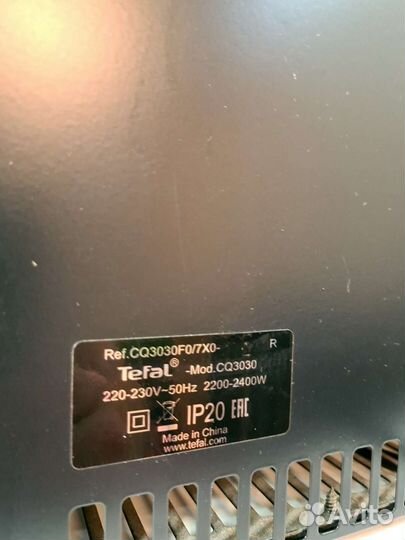 Ref.CQ3030F0/7X0- R
Tefal® -Mod.CQ3030
220-230V~50Hz 2200-2400W
IP20 EAC
Made in China
www.tefal.com
Avito